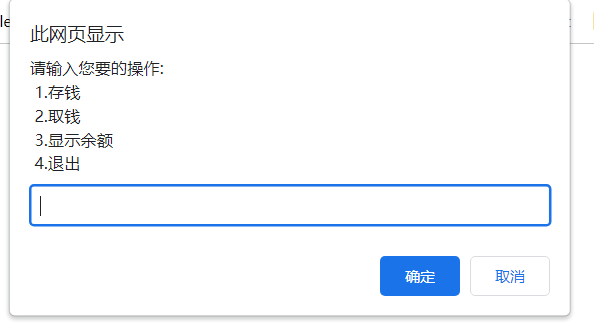 此网页显示
请输入您要的操作:
1.存钱
2.取钱
3.显示余额
4.退出
确定
取消